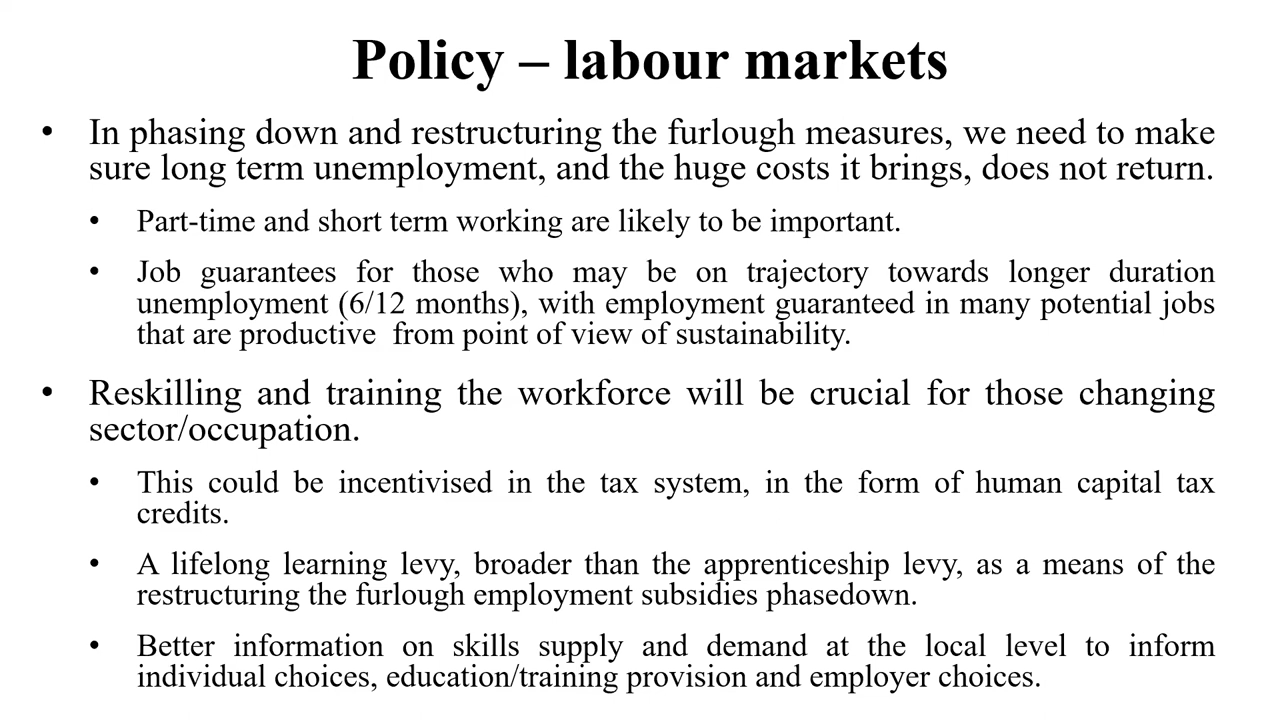 Policy – labour markets
• In phasing down and restructuring the furlough measures, we need to make
sure long term unemployment, and the huge costs it brings, does not return.
• Part-time and short term working are likely to be important.
• Job guarantees for those who may be on trajectory towards longer duration
unemployment (6/12 months), with employment guaranteed in many potential jobs
that are productive  from point of view of sustainability.
• Reskilling and training the workforce will be crucial for those changing
sector/occupation.
• This could be incentivised in the tax system, in the form of human capital tax
credits.
• A lifelong learning levy, broader than the apprenticeship levy, as a means of the
restructuring the furlough employment subsidies phasedown.
• Better information on skills supply and demand at the local level to inform
individual choices, education/training provision and employer choices.